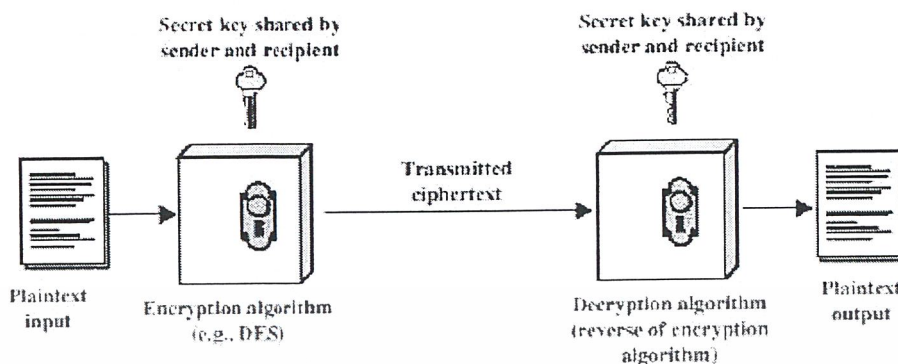 Secret key shared by
sender and recipient
Secret key shared by
sender and recipient
Transmitted
ciphertext
Plaintext
input
Encryption algorithm
(e.g., DES)
Decryption algorithm
(reverse of encryption
algorithm)
Plaintext
output